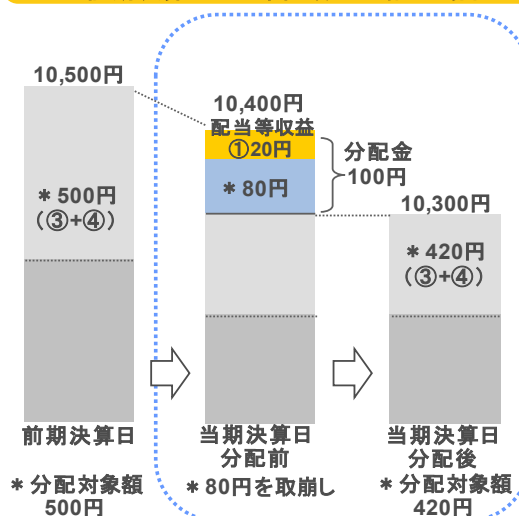 10,500円
10,400円
配当等収益
①20円
分配金
100円
＊80円
10,300円
＊500円
（③+④）
＊420円
（③+④）
前期決算日
当期決算日
分配前
当期決算日
分配後
＊分配対象額
500円
＊80円を取崩し
＊分配対象額
420円